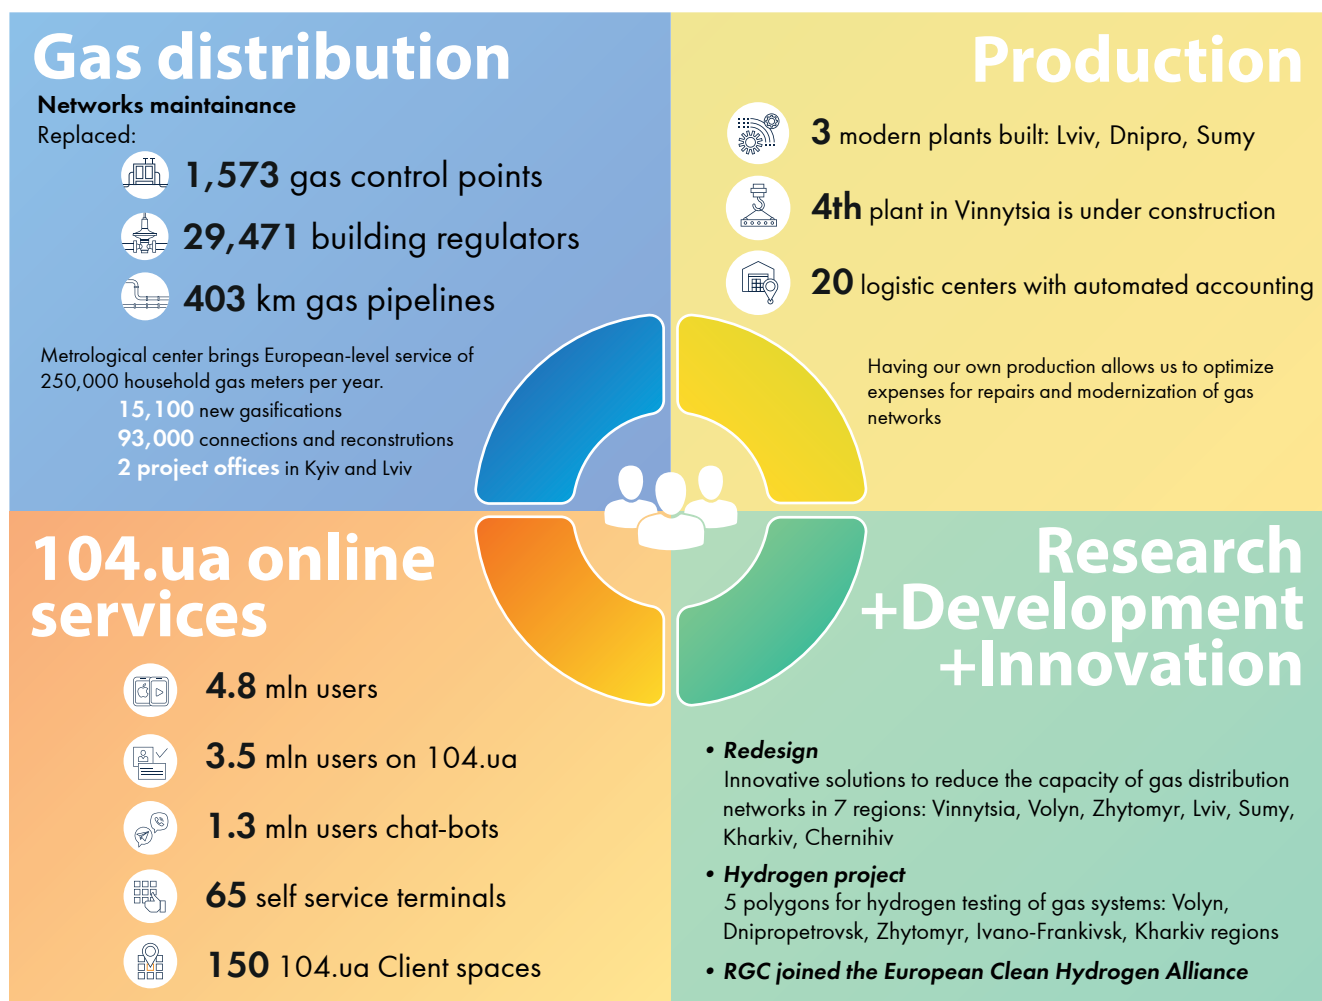 Gas distribution
Networks maintainance
Replaced:
1,573 gas control points
29,471 building regulators
403 km gas pipelines
Metrological center brings European-level service of
250,000 household gas meters per year.
15,100 new gasifications
93,000 connections and reconstrutions
2 project offices in Kyiv and Lviv
Production
3 modern plants built: Lviv, Dnipro, Sumy
4th plant in Vinnytsia is under construction
20 logistic centers with automated accounting
Having our own production allows us to optimize
expenses for repairs and modernization of gas
networks
104.ua online
services
4.8 mln users
3.5 mln users on 104.ua
1.3 mln users chat-bots
65 self service terminals
150 104.ua Client spaces
Research
+Development
+Innovation
• Redesign
Innovative solutions to reduce the capacity of gas distribution
networks in 7 regions: Vinnytsia, Volyn, Zhytomyr, Lviv, Sumy,
Kharkiv, Chernihiv
• Hydrogen project
5 polygons for hydrogen testing of gas systems: Volyn,
Dnipropetrovsk, Zhytomyr, Ivano-Frankivsk, Kharkiv regions
• RGC joined the European Clean Hydrogen Alliance